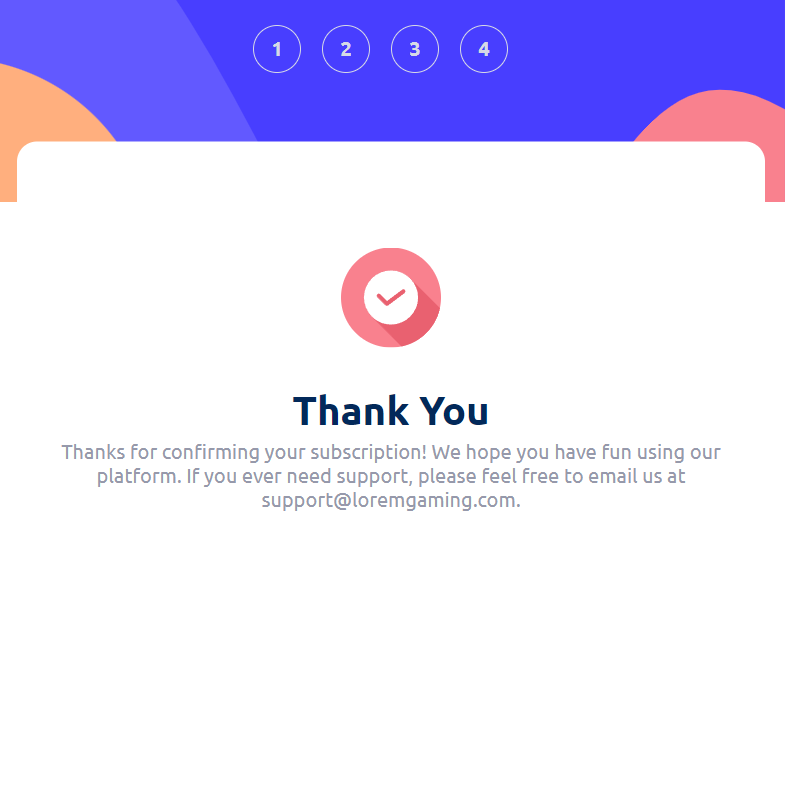 1 2 3 4
Thank You
Thanks for confirming your subscription! We hope you have fun using our
platform. If you ever need support, please feel free to email us at
support@loremgaming.com.